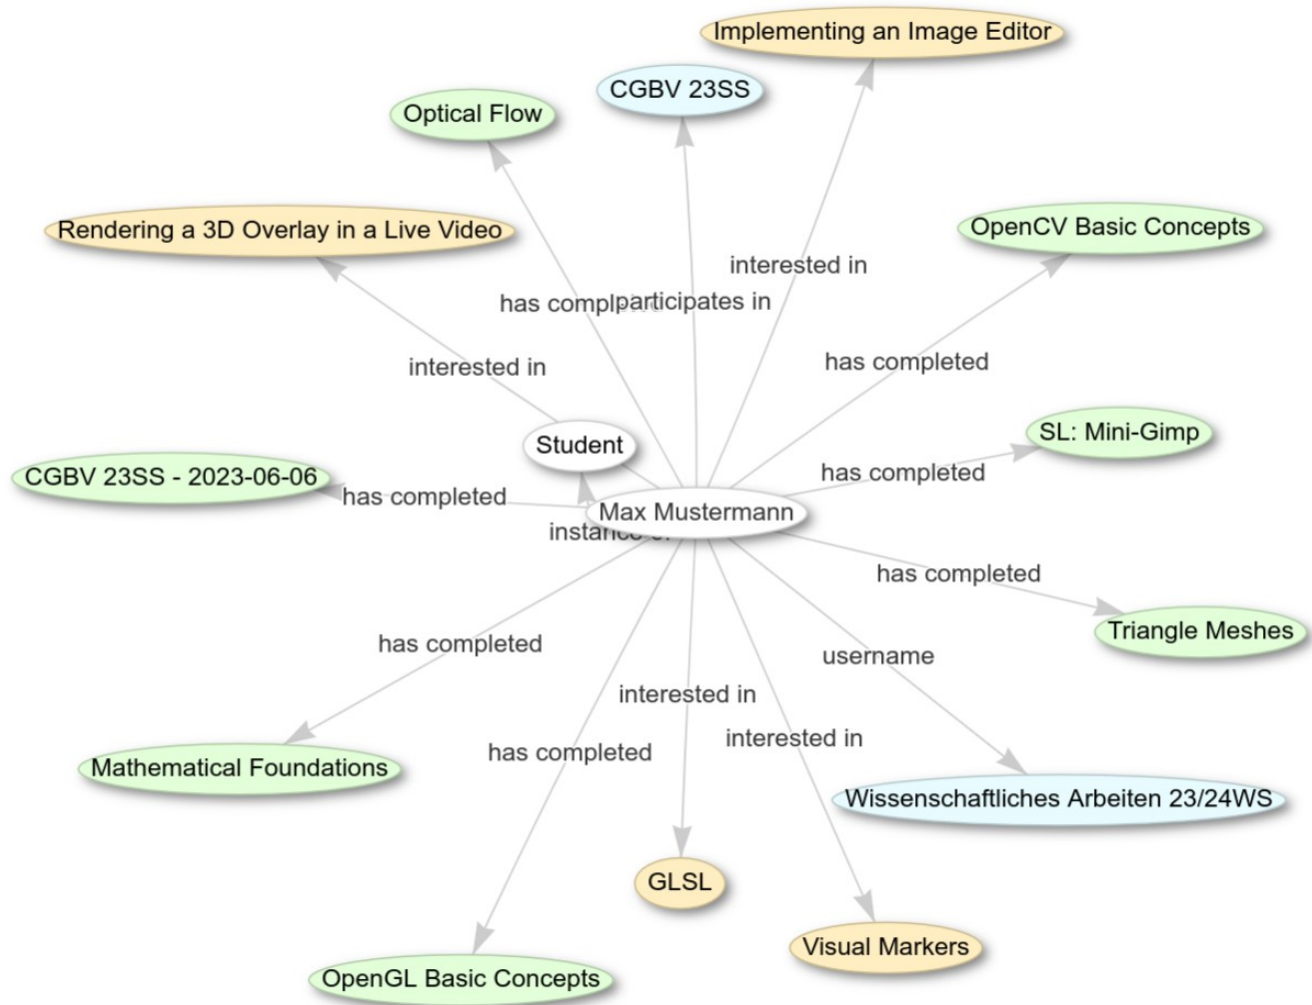 Implementing an Image Editor
CGBV 23SS
Optical Flow
Rendering a 3D Overlay in a Live Video
OpenCV Basic Concepts
interested in
has participates in
has completed
interested in
SL: Mini-Gimp
Student
has completed
CGBV 23SS - 2023-06-06
has completed
Max Mustermann
has completed
Triangle Meshes
has completed
username
interested in
interested in
has completed
Mathematical Foundations
Wissenschaftliches Arbeiten 23/24WS
GLSL
Visual Markers
OpenGL Basic Concepts